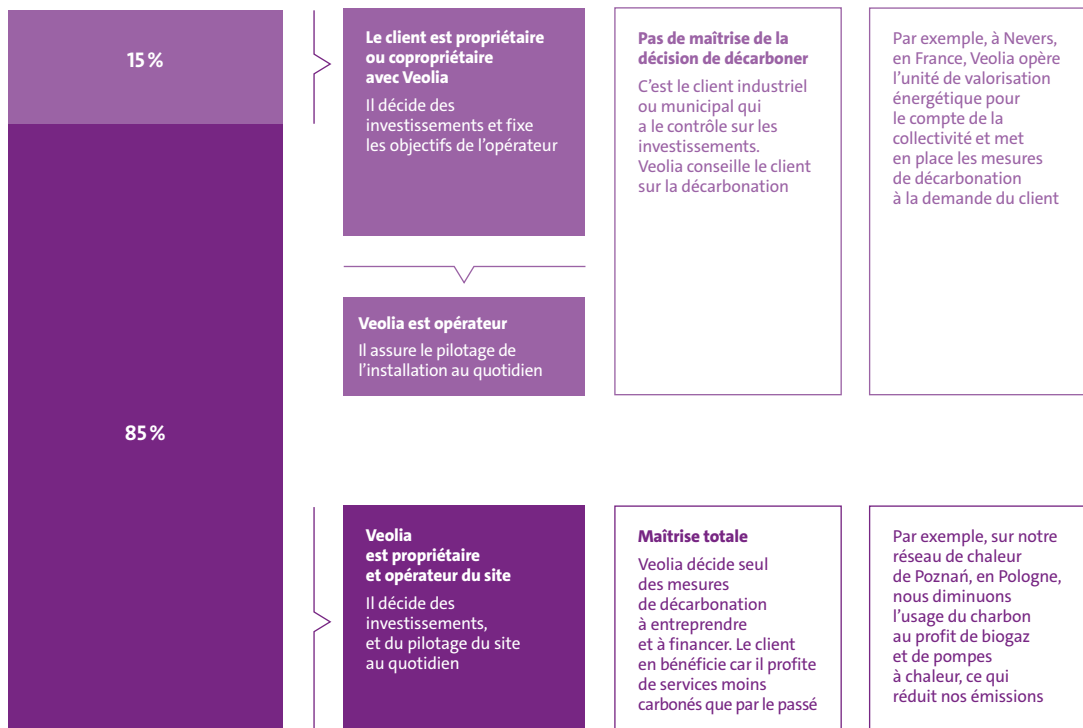 15 %
Le client est propriétaire
ou copropriétaire
avec Veolia
Il décide des
investissements et fixe
les objectifs de l’opérateur
Pas de maîtrise de la
décision de décarboner
C’est le client industriel
ou municipal qui
a le contrôle sur les
investissements.
Veolia conseille le client
sur la décarbonation
Par exemple, à Nevers,
en France, Veolia opère
l’unité de valorisation
énergétique pour
le compte de la
collectivité et met
en place les mesures
de décarbonation
à la demande du client
Veolia est opérateur
Il assure le pilotage de
l’installation au quotidien
85 %
Veolia
est propriétaire
et opérateur du site
Il décide des
investissements,
et du pilotage du site
au quotidien
Maîtrise totale
Veolia décide seul
des mesures
de décarbonation
à entreprendre
et à financer. Le client
en bénéficie car il profite
de services moins
carbonés que par le passé
Par exemple, sur notre
réseau de chaleur
de Poznań, en Pologne,
nous diminuons
l’usage du charbon
au profit de biogaz
et de pompes
à chaleur, ce qui
réduit nos émissions